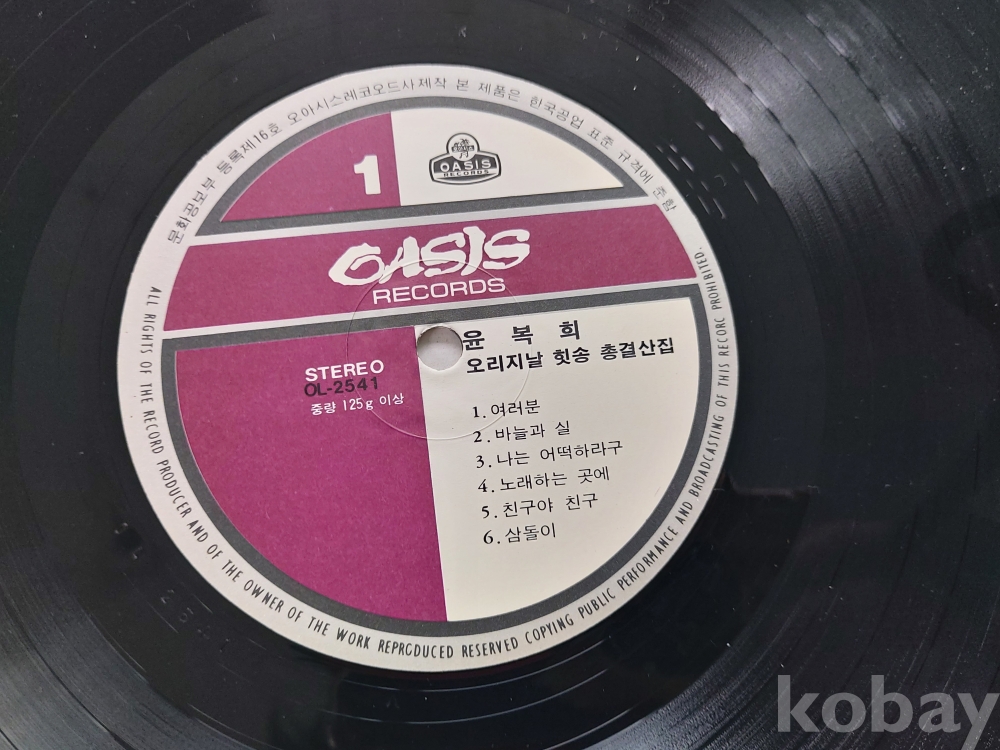 문화공보부 등록제16호 오아시스레코오드사제작 본 제품은 한국공업 표준 규격에 준함
1
OASIS
RECORDS
OASIS
RECORDS
STEREO
OL-2541
중량 125g 이상
윤 복 희
오리지날 힛송 총결산집
1. 여러분
2. 바늘과 실
3. 나는 어떡하라구
4. 노래하는 곳에
5. 친구야 친구
6. 삼돌이
ALL RIGHTS OF THE RECORD PRODUCER AND OF THE OWNER OF THE WORK REPRODUCED RESERVED COPYING PUBLIC PERFORMANCE AND BROADCASTING OF THIS RECORC PROHIBITED.
kobay